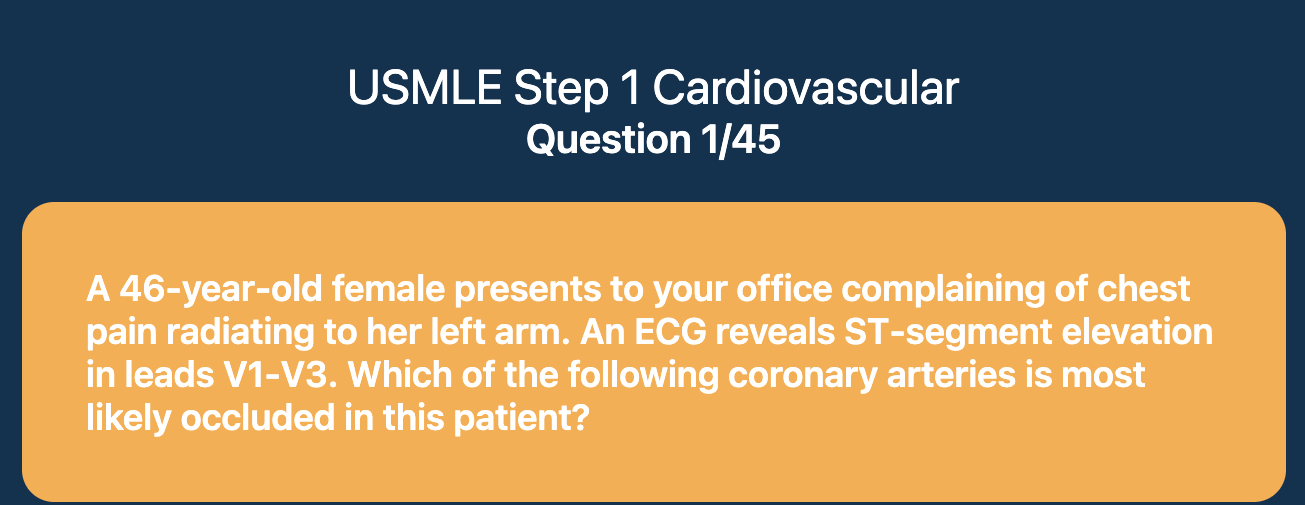 USMLE Step 1 Cardiovascular
Question 1/45
A 46-year-old female presents to your office complaining of chest
pain radiating to her left arm. An ECG reveals ST-segment elevation
in leads V1-V3. Which of the following coronary arteries is most
likely occluded in this patient?